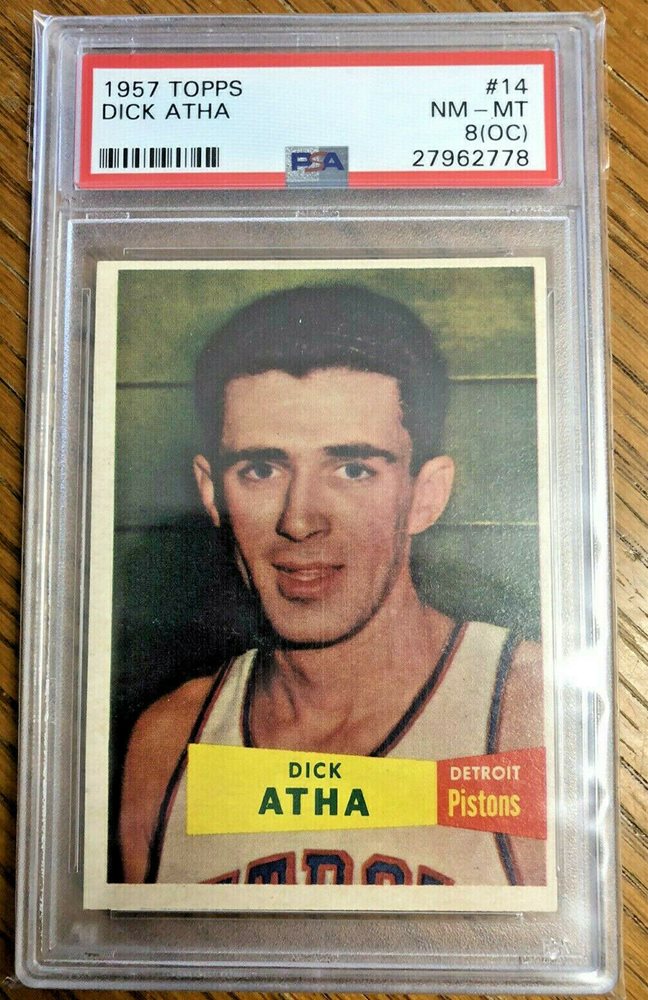 1957 TOPPS #14
DICK ATHA NM-MT
8(OC)
PSA 27962778
DICK
ATHA
DETROIT
Pistons